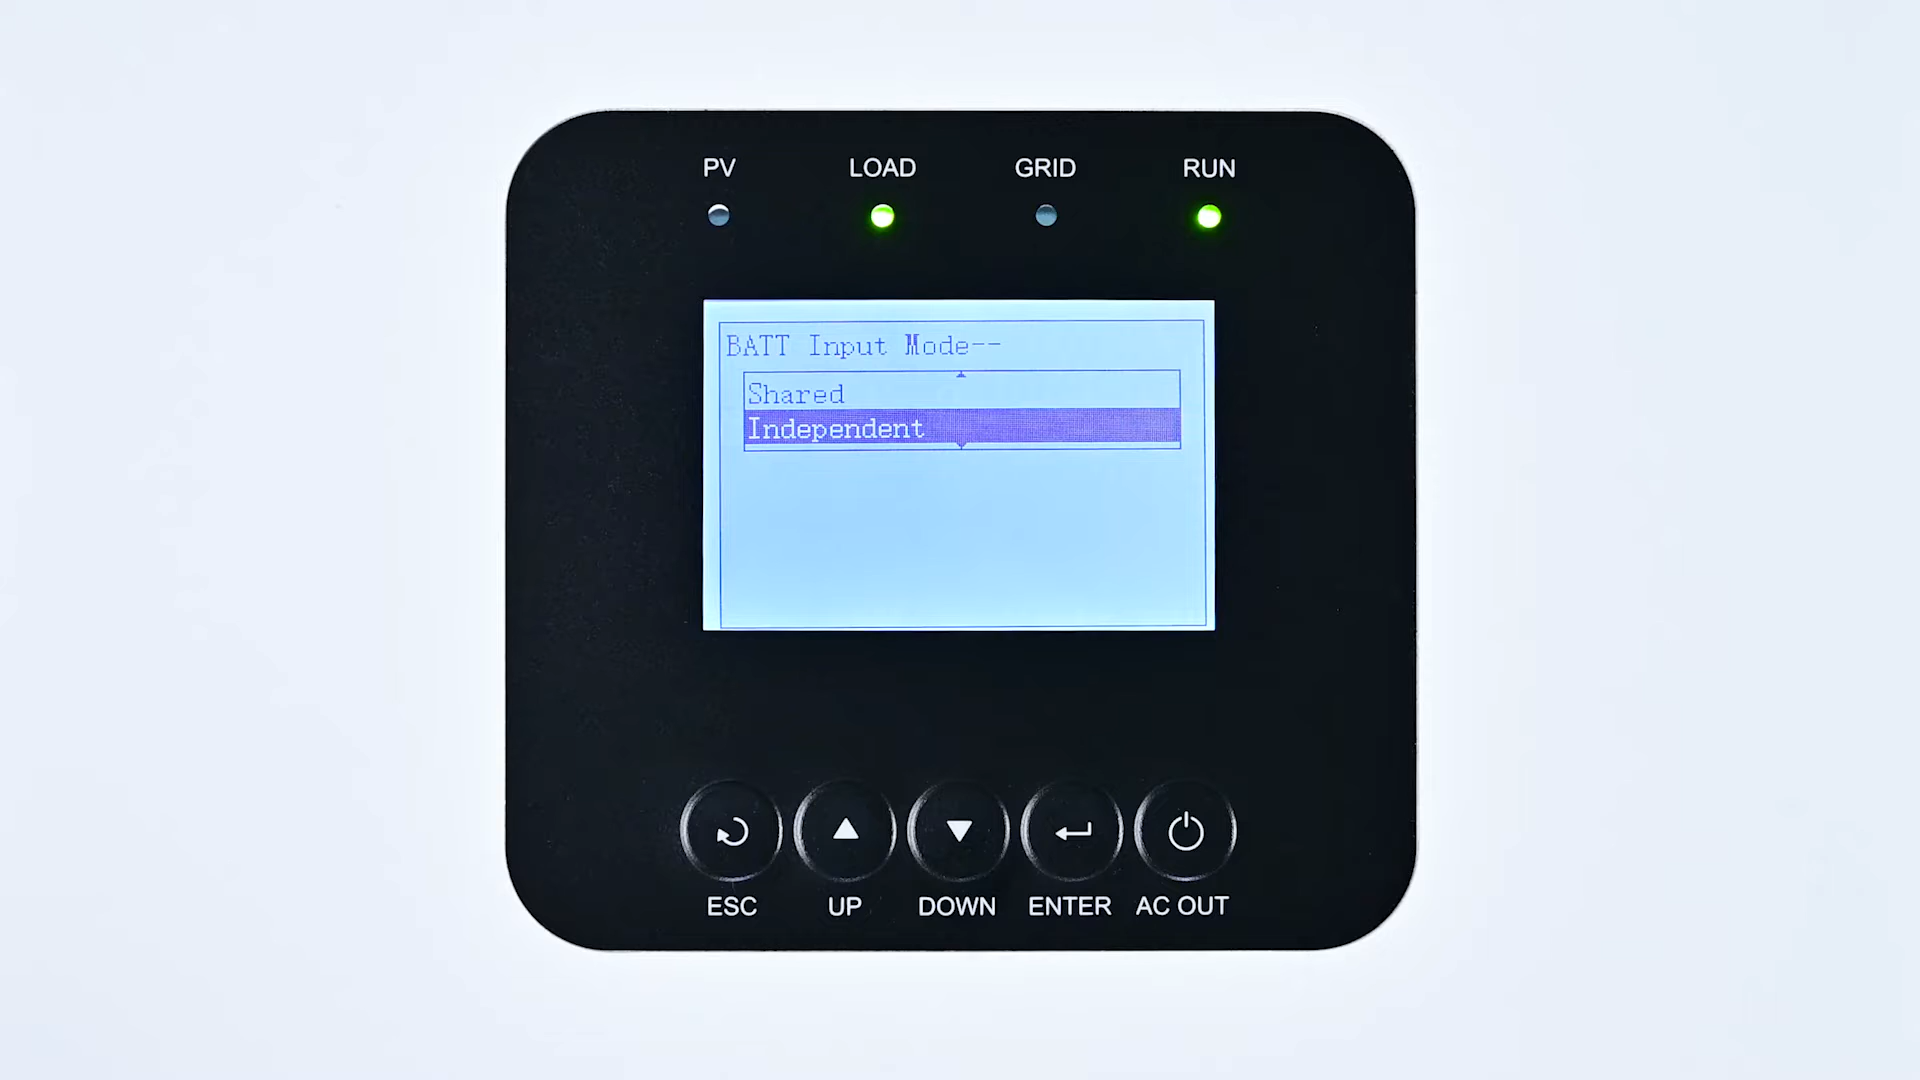 PV LOAD GRID RUN
BATT Input Mode--
Shared
Independent
ESC UP DOWN ENTER AC OUT